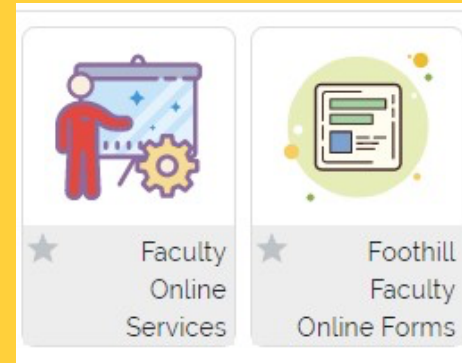 Faculty
Online
Services
Foothill
Faculty
Online Forms